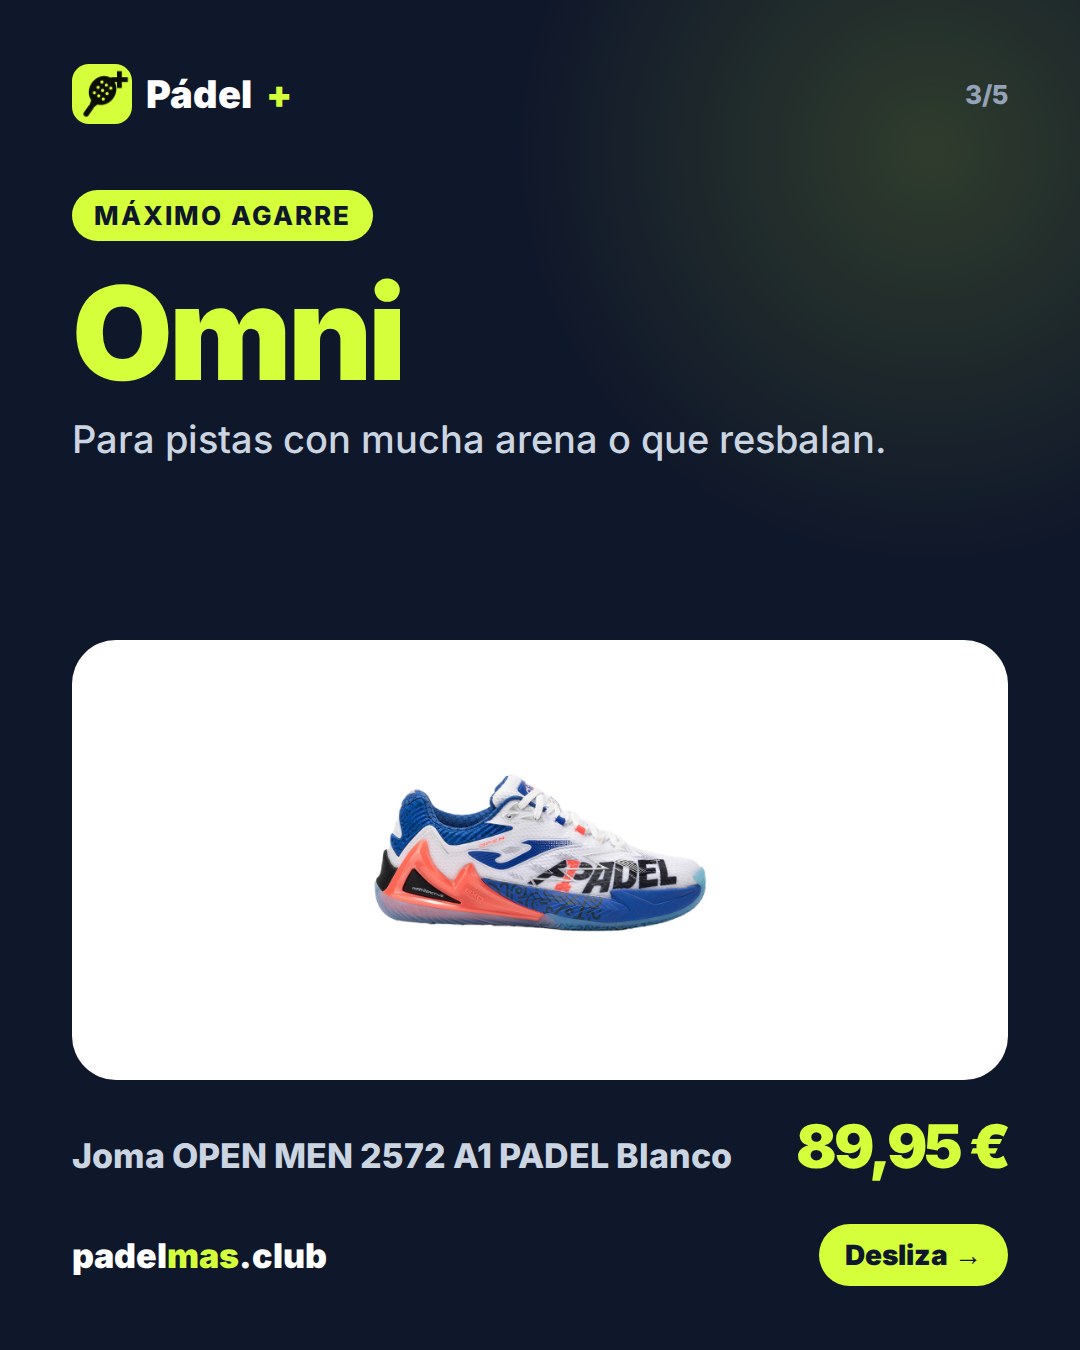 Pádel +
3/5
MÁXIMO AGARRE
Omni
Para pistas con mucha arena o que resbalan.
PADEL
Joma OPEN MEN 2572 A1 PADEL Blanco
89,95 €
padelmas.club
Desliza →